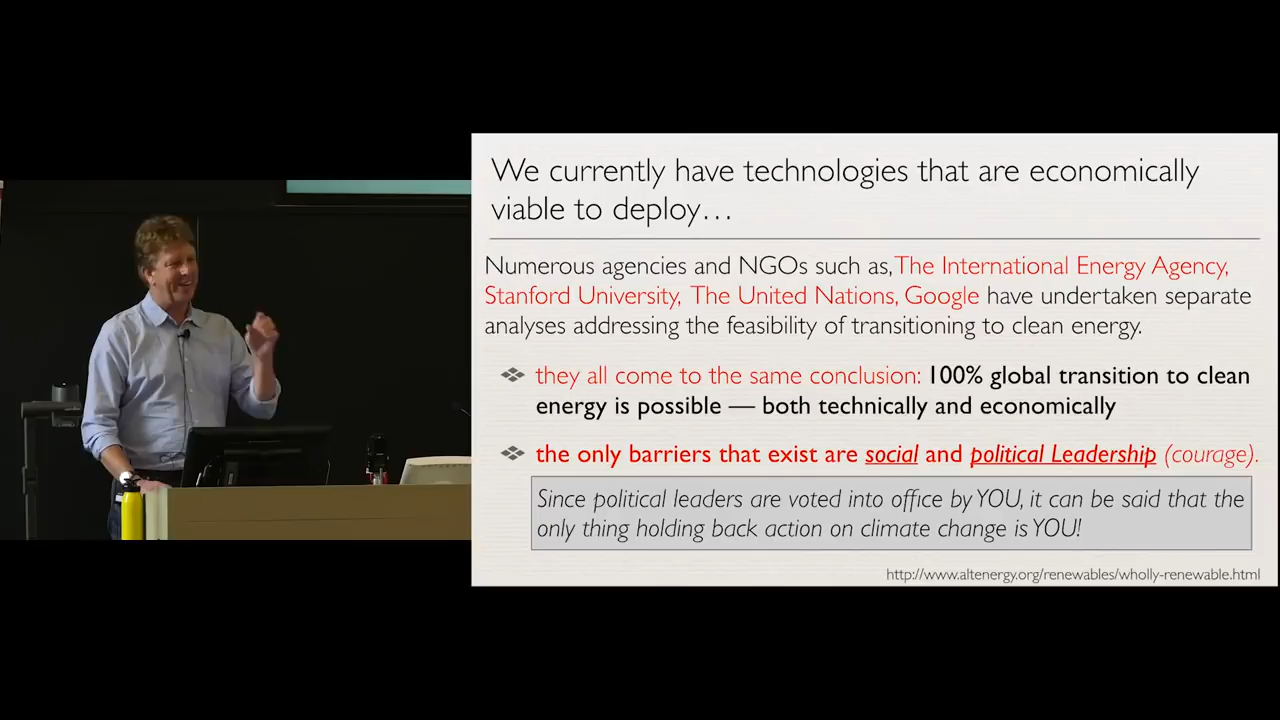 We currently have technologies that are economically
viable to deploy…
Numerous agencies and NGOs such as, The International Energy Agency,
Stanford University, The United Nations, Google have undertaken separate
analyses addressing the feasibility of transitioning to clean energy.
they all come to the same conclusion: 100% global transition to clean
energy is possible — both technically and economically
the only barriers that exist are social and political Leadership (courage).
Since political leaders are voted into office by YOU, it can be said that the
only thing holding back action on climate change is YOU!
http://www.altenergy.org/renewables/wholly-renewable.html